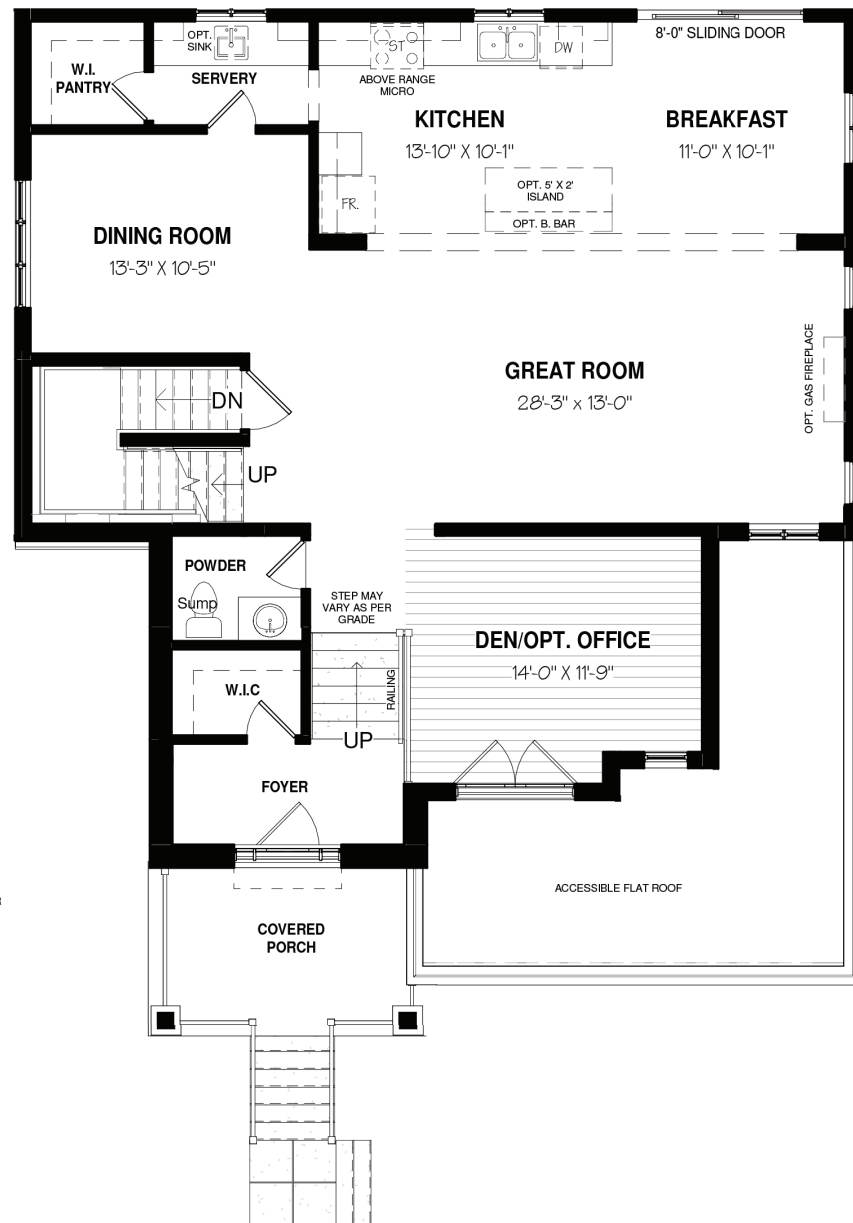 8'-0" SLIDING DOOR
OPT.
SINK
ST
DW
W.I.
PANTRY
SERVERY
ABOVE RANGE
MICRO
KITCHEN
13'-10" X 10'-1"
BREAKFAST
11'-0" X 10'-1"
FR.
OPT. 5' X 2'
ISLAND
OPT. B. BAR
DINING ROOM
13'-3" X 10'-5"
GREAT ROOM
28'-3" x 13'-0"
OPT. GAS FIREPLACE
DN
UP
POWDER
Sump
STEP MAY
VARY AS PER
GRADE
DEN/OPT. OFFICE
14'-0" X 11'-9"
W.I.C
RAILING
UP
FOYER
ACCESSIBLE FLAT ROOF
COVERED
PORCH